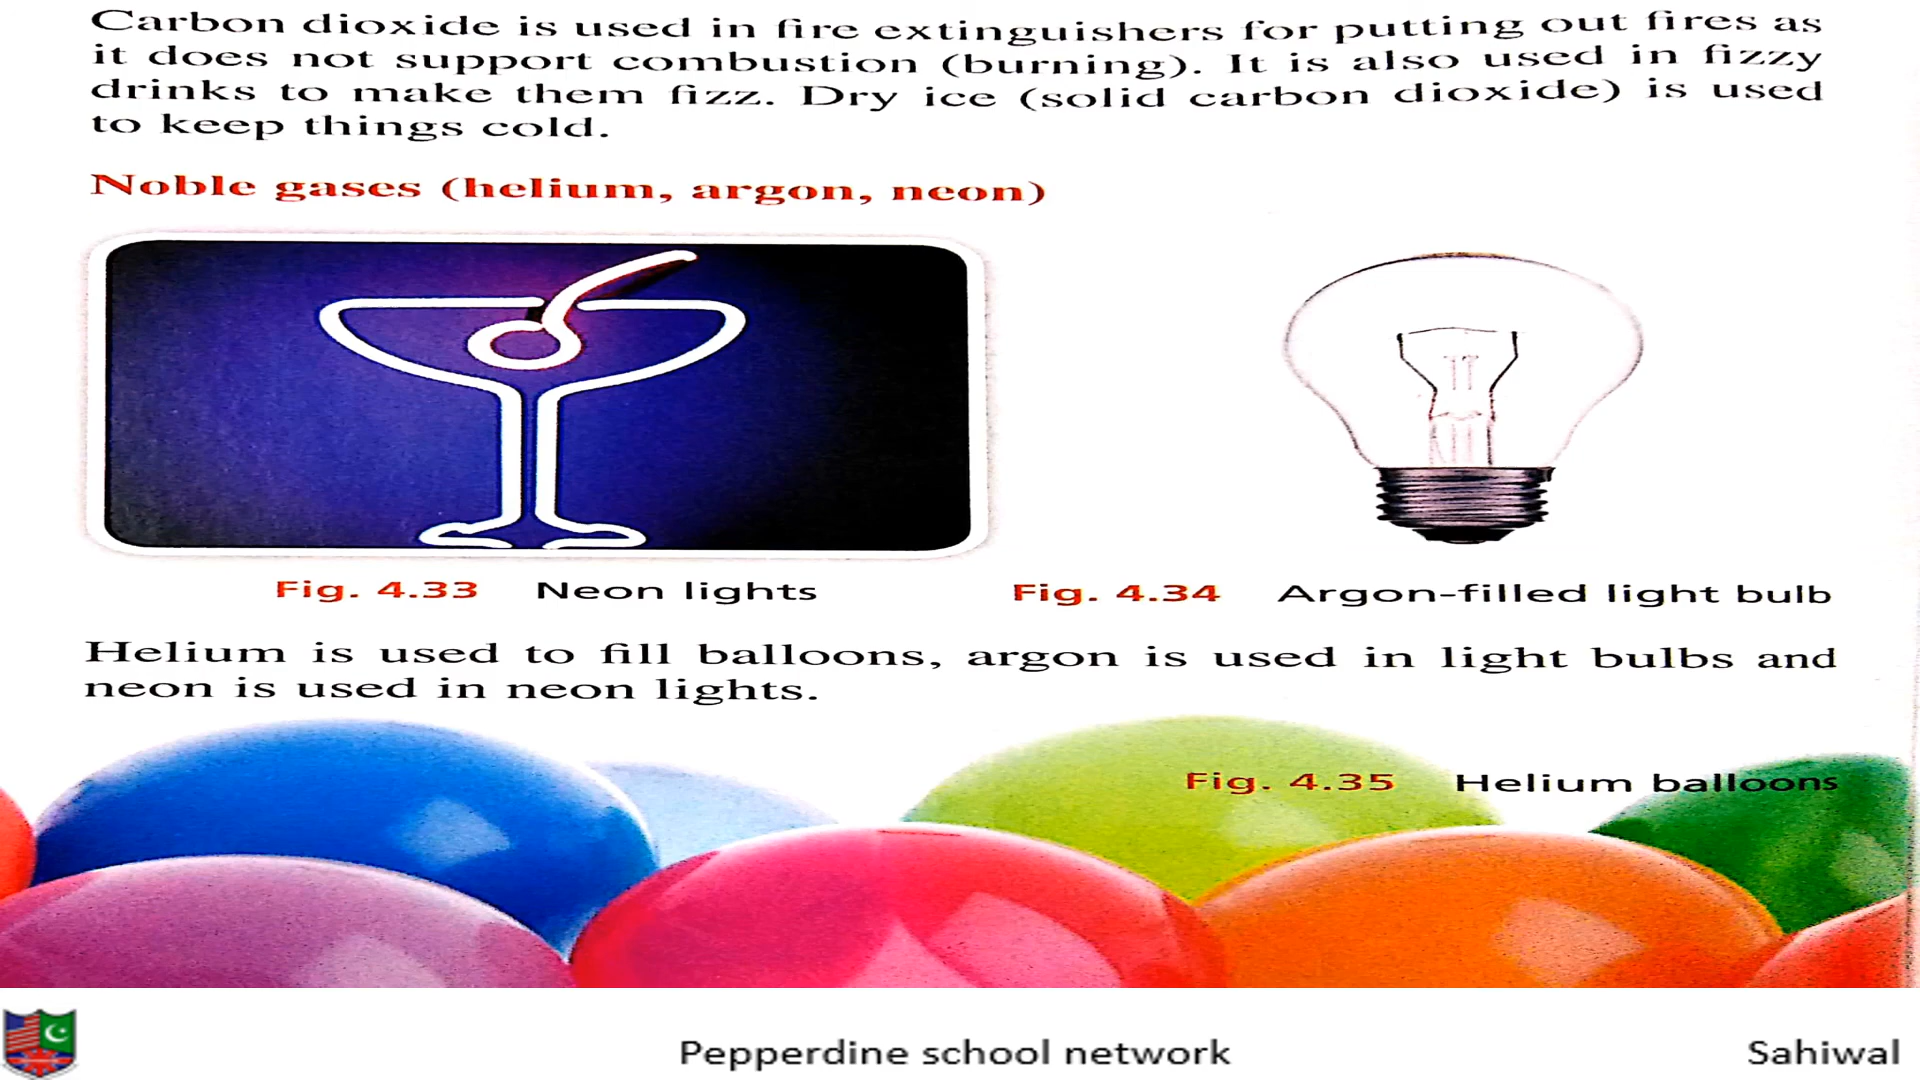 Carbon dioxide is used in fire extinguishers for putting out fires as
it does not support combustion (burning). It is also used in fizzy
drinks to make them fizz. Dry ice (solid carbon dioxide) is used
to keep things cold.
Noble gases (helium, argon, neon)
Fig. 4.33 Neon lights
Fig. 4.34 Argon-filled light bulb
Helium is used to fill balloons, argon is used in light bulbs and
neon is used in neon lights.
Fig. 4.35 Helium balloons
Pepperdine school network
Sahiwal